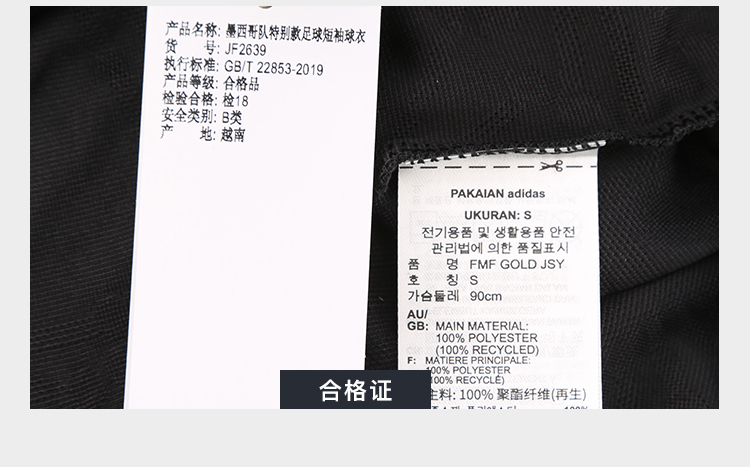 产品名称: 墨西哥队特别款足球短袖球衣
货 号: JF2639
执行标准: GB/T 22853-2019
产品等级: 合格品
检验合格: 检18
安全类别: B类
产 地: 越南
PAKAIAN adidas
UKURAN: S
전기용품 및 생활용품 안전
관리법에 의한 품질표시
품 명 FMF GOLD JSY
호 칭 S
가슴둘레 90cm
AU/
GB: MAIN MATERIAL:
100% POLYESTER
(100% RECYCLED)
F: MATIERE PRINCIPALE:
100% POLYESTER
100% RECYCLÉ)
主料: 100% 聚酯纤维(再生)
合格证